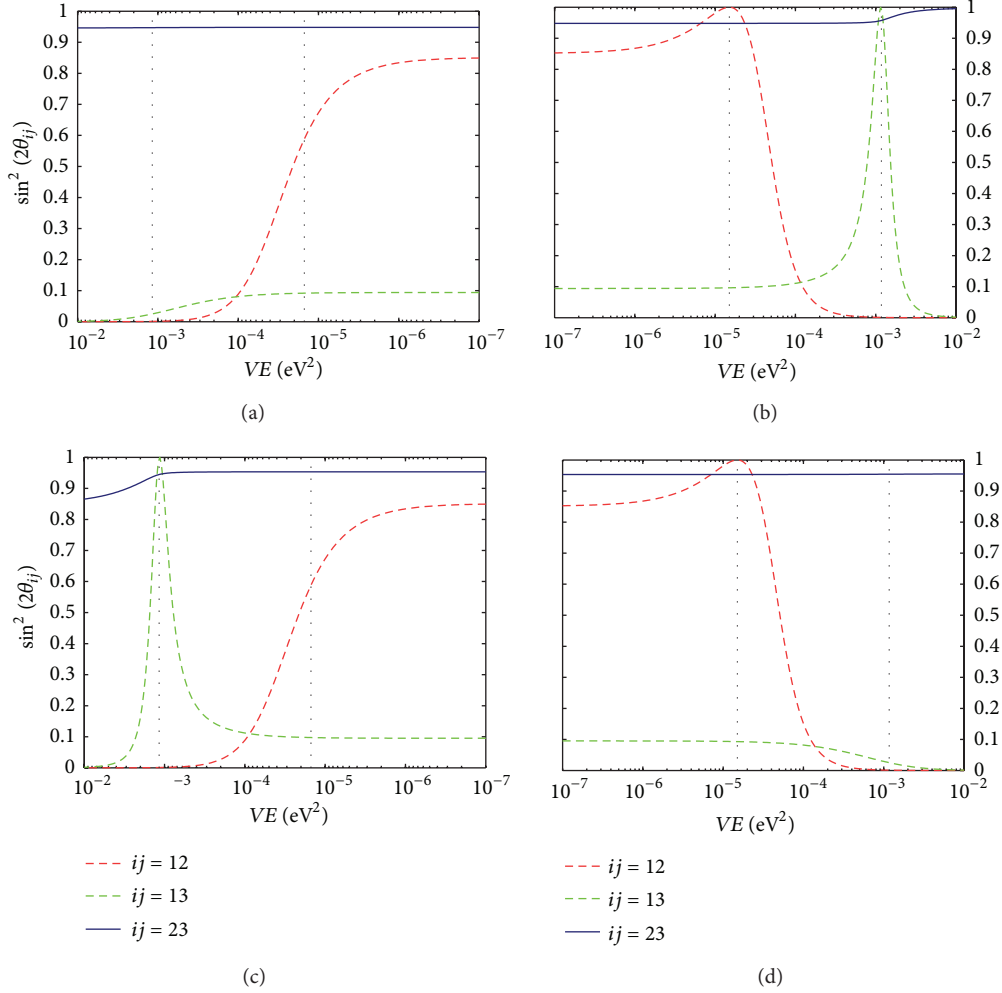 1
0.9
0.8
0.7
0.6
0.5
0.4
0.3
0.2
0.1
0
sin² (2θij)
10⁻² 10⁻³ 10⁻⁴ 10⁻⁵ 10⁻⁶ 10⁻⁷
VE (eV²)
(a)
1
0.9
0.8
0.7
0.6
0.5
0.4
0.3
0.2
0.1
0
10⁻⁷ 10⁻⁶ 10⁻⁵ 10⁻⁴ 10⁻³ 10⁻²
VE (eV²)
(b)
1
0.9
0.8
0.7
0.6
0.5
0.4
0.3
0.2
0.1
0
sin² (2θij)
10⁻² −3 10⁻⁴ 10⁻⁵ 10⁻⁶ 10⁻⁷
VE (eV²)
ij = 12
ij = 13
ij = 23
(c)
1
0.9
0.8
0.7
0.6
0.5
0.4
0.3
0.2
0.1
0
10⁻⁷ 10⁻⁶ 10⁻⁵ 10⁻⁴ 10⁻³ 10⁻²
VE (eV²)
ij = 12
ij = 13
ij = 23
(d)